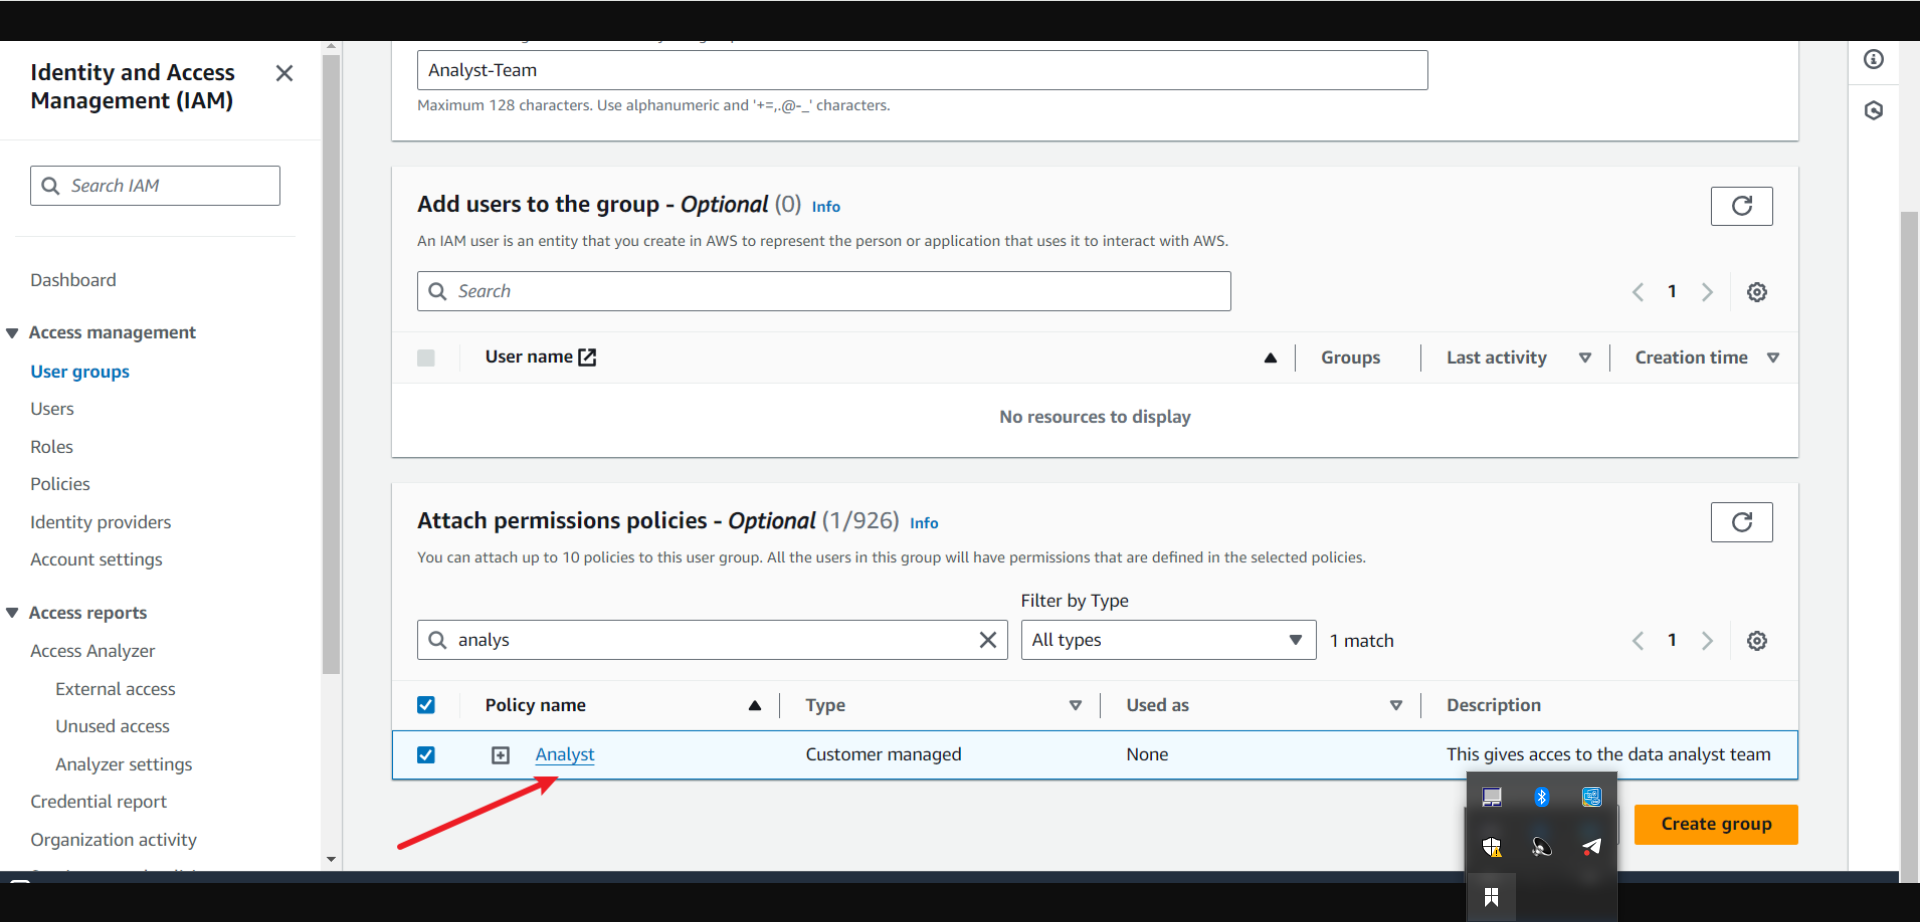 Identity and Access
Management (IAM)
Search IAM
Dashboard
Access management
User groups
Users
Roles
Policies
Identity providers
Account settings
Access reports
Access Analyzer
External access
Unused access
Analyzer settings
Credential report
Organization activity
Analyst-Team
Maximum 128 characters. Use alphanumeric and '+=,.@-_' characters.
Add users to the group - Optional (0) Info
An IAM user is an entity that you create in AWS to represent the person or application that uses it to interact with AWS.
Search
1
User name Groups Last activity Creation time
No resources to display
Attach permissions policies - Optional (1/926) Info
You can attach up to 10 policies to this user group. All the users in this group will have permissions that are defined in the selected policies.
Filter by Type
analys All types 1 match 1
Policy name Type Used as Description
Analyst Customer managed None This gives acces to the data analyst team
Create group